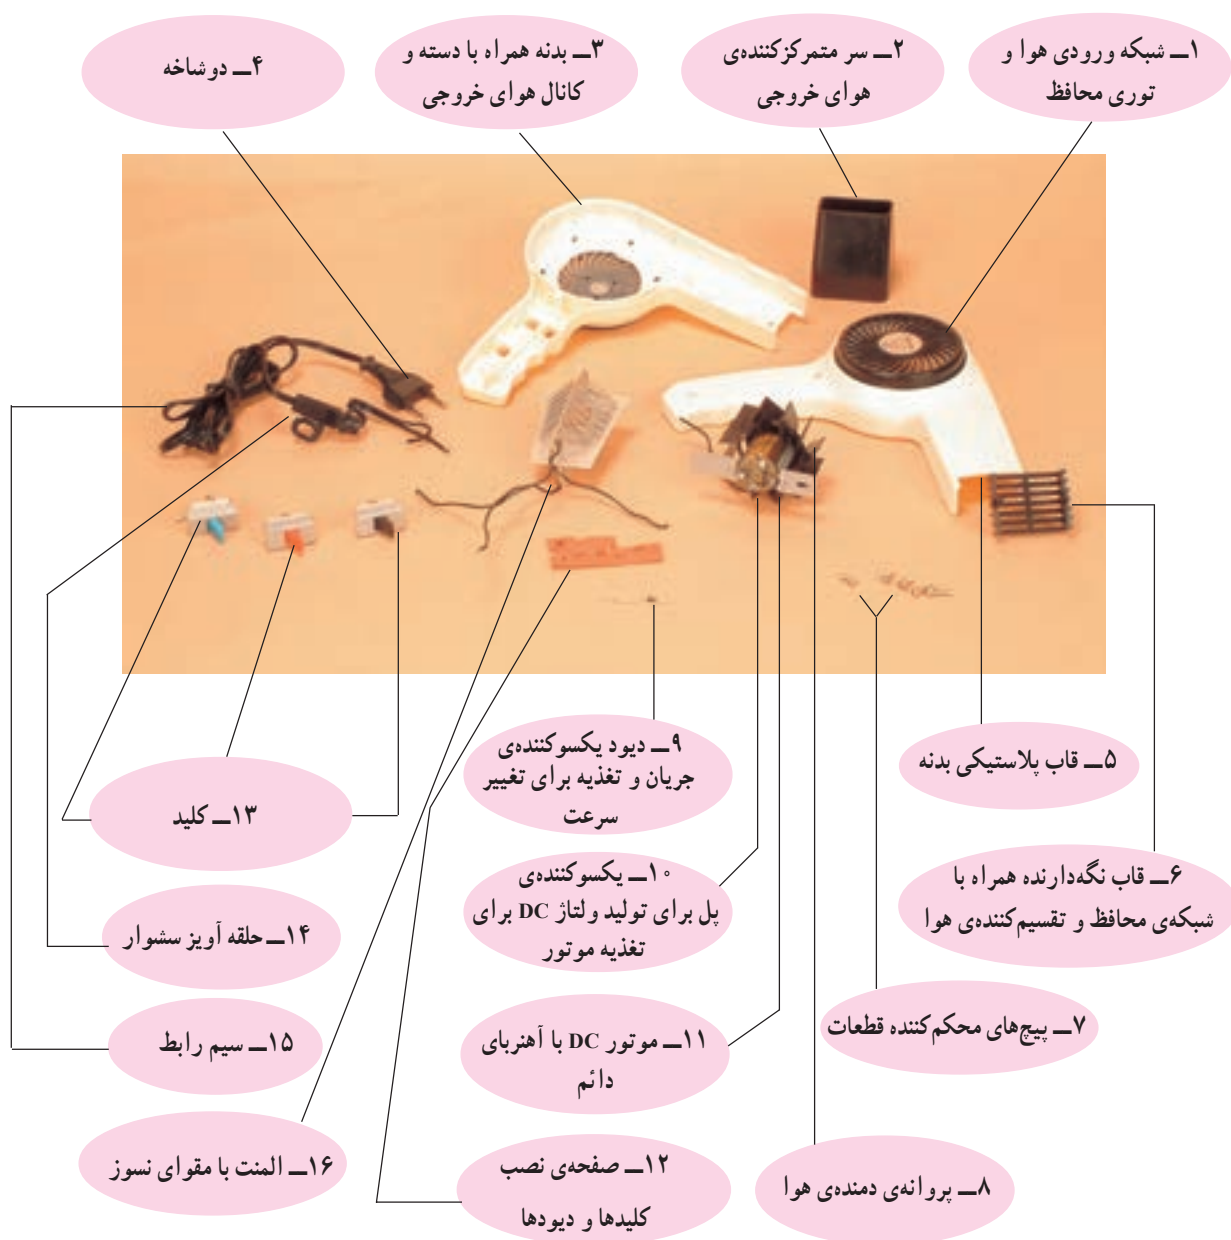 ۱ــ شبکه ورودی هوا و
توری محافظ
۲ــ سر متمرکزکننده‌ی
هوای خروجی
۳ــ بدنه همراه با دسته و
کانال هوای خروجی
۴ــ دوشاخه
۵ــ قاب پلاستیکی بدنه
۶ــ قاب نگه‌دارنده همراه با
شبکه‌ی محافظ و تقسیم‌کننده‌ی هوا
۷ــ پیچ‌های محکم‌کننده قطعات
۸ــ پروانه‌ی دمنده‌ی هوا
۹ــ دیود یکسوکننده‌ی
جریان و تغذیه برای تغییر
سرعت
۱۰ــ یکسوکننده‌ی
پل برای تولید ولتاژ DC برای
تغذیه موتور
۱۱ــ موتور DC با آهنربای
دائم
۱۲ــ صفحه‌ی نصب
کلیدها و دیودها
۱۳ــ کلید
۱۴ــ حلقه آویز سشوار
۱۵ــ سیم رابط
۱۶ــ المنت با مقوای نسوز